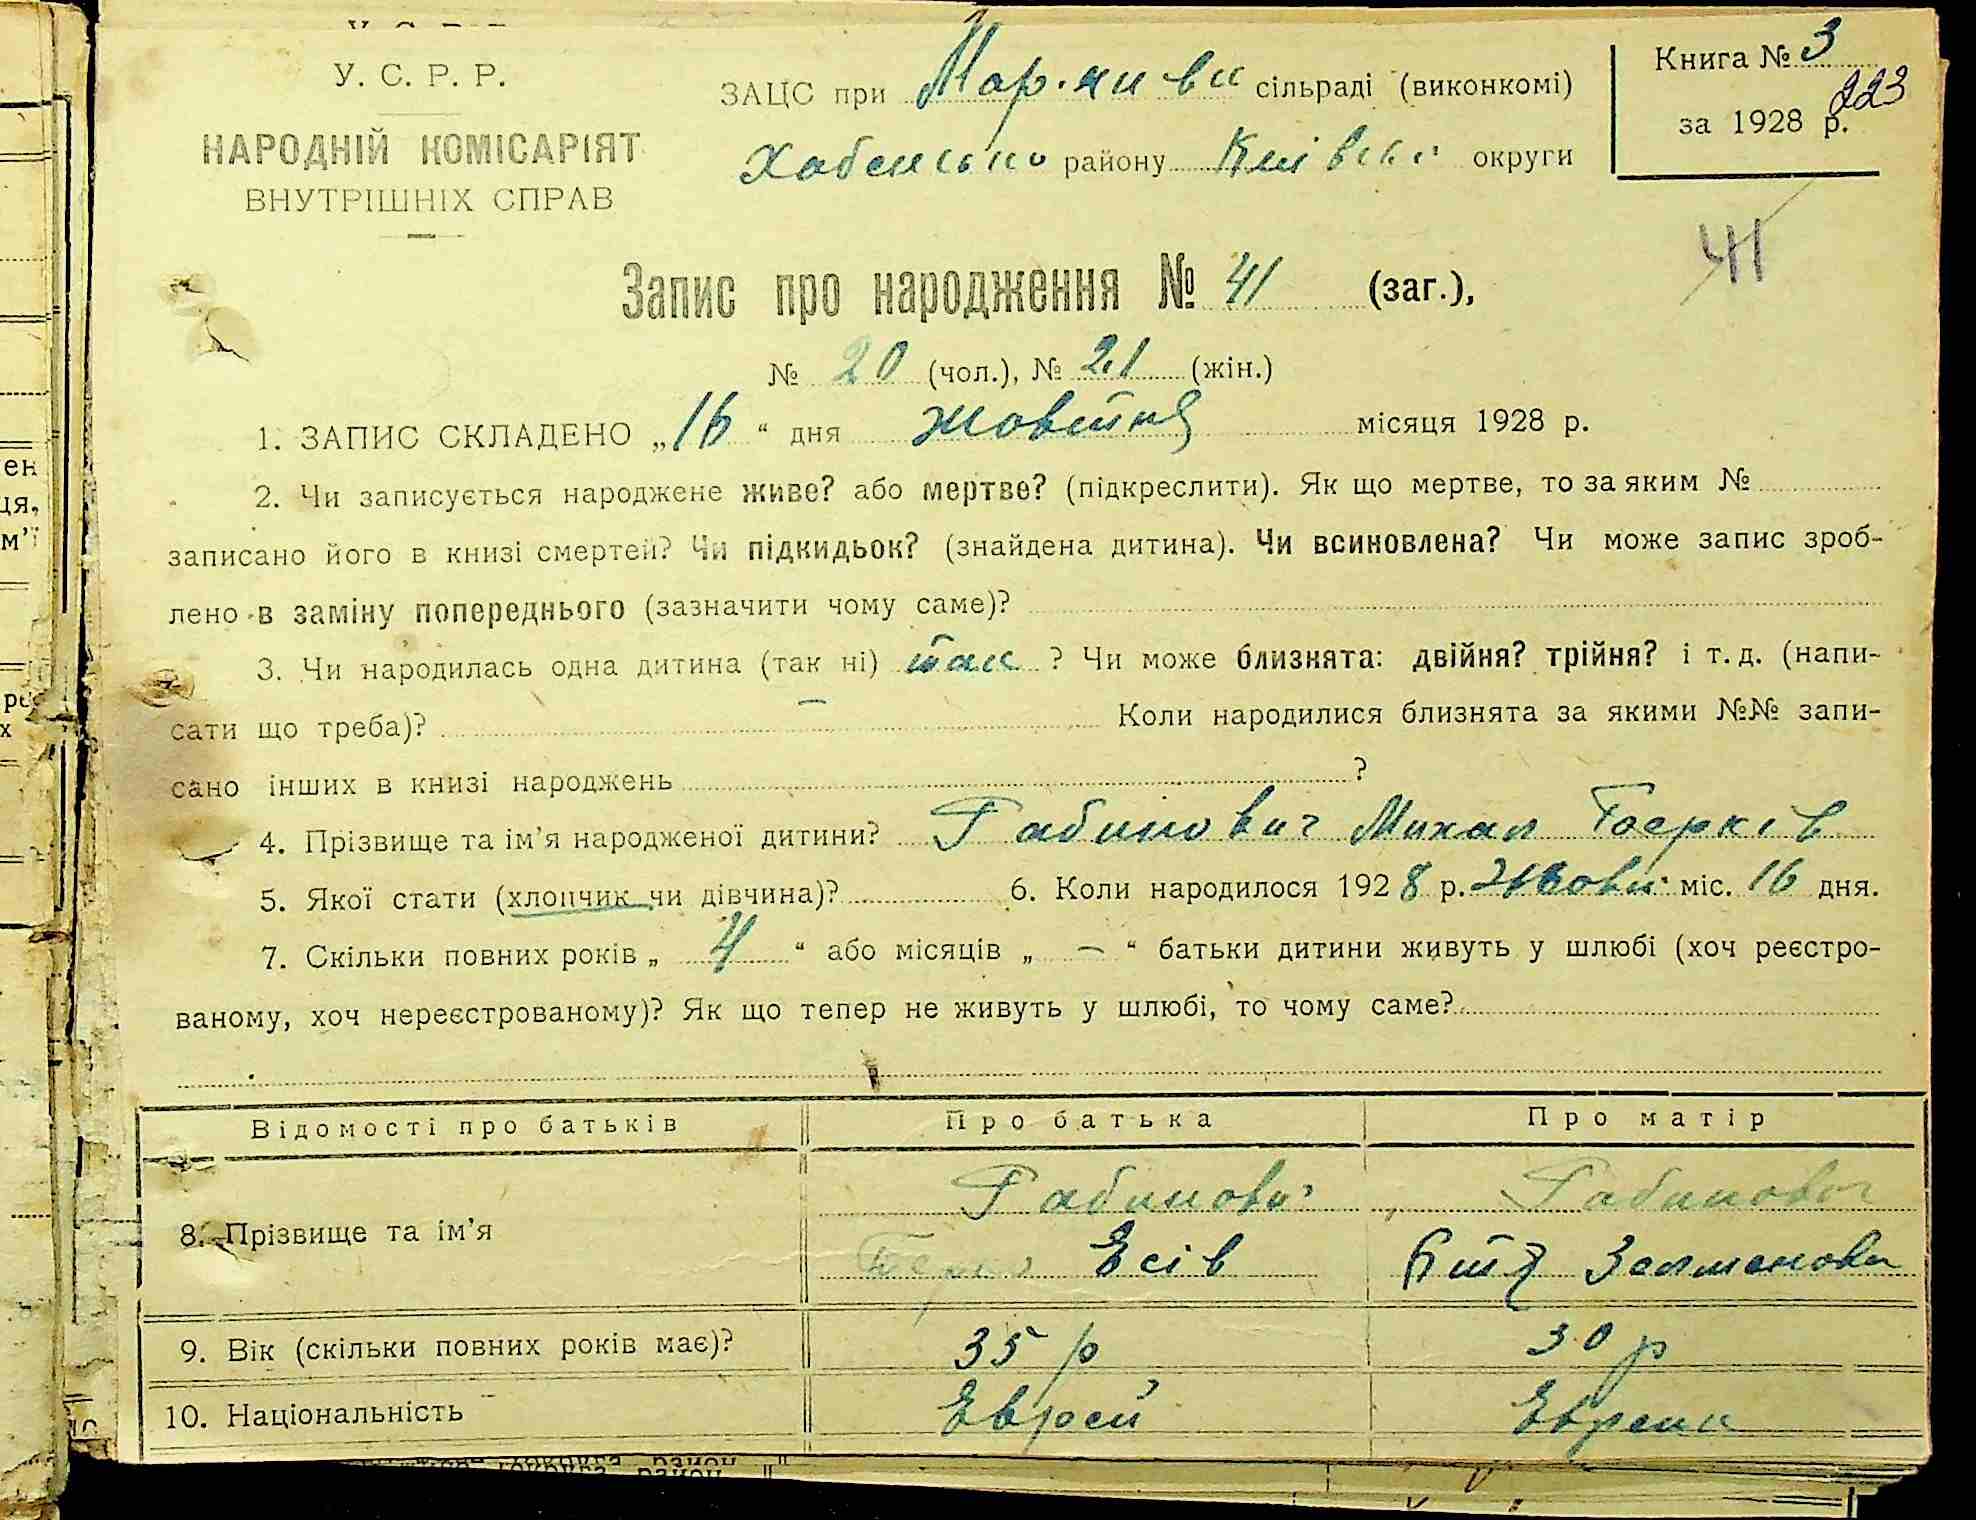 У. С. Р. Р.
НАРОДНІЙ КОМІСАРІЯТ
ВНУТРІШНІХ СПРАВ
ЗАЦС при сільраді (виконкомі)
Хабенсько району Київсько округи
Книга № 3
223
за 1928 р.
41
Запис про народження № 41 (заг.),
№ 20 (чол.), № 21 (жін.)
1. ЗАПИС СКЛАДЕНО „16“ дня жовтня місяця 1928 р.
2. Чи записується народжене живе? або мертве? (підкреслити). Як що мертве, то за яким №
записано його в книзі смертей? Чи підкидьок? (знайдена дитина). Чи всиновлена? Чи може запис зроб-
лено в заміну попереднього (зазначити чому саме)?
3. Чи народилась одна дитина (так ні) так ? Чи може близнята: двійня? трійня? і т. д. (напи-
сати що треба)? — Коли народилися близнята за якими №№ запи-
сано інших в книзі народжень ?
4. Прізвище та ім'я народженої дитини? Рабинович Михал
5. Якої стати (хлопчик чи дівчина)? 6. Коли народилося 1928 р. Жовт. міс. 16 дня.
7. Скільки повних років „4“ або місяців „—“ батьки дитини живуть у шлюбі (хоч реєстро-
ваному, хоч нереєстрованому)? Як що тепер не живуть у шлюбі, то чому саме?
Відомості про батьків Про батька Про матір
8. Прізвище та ім'я Рабинович Рабинович
Есів Зелманова
9. Вік (скільки повних років має)? 35 р 30 р
10. Національність Еврей Еврейка